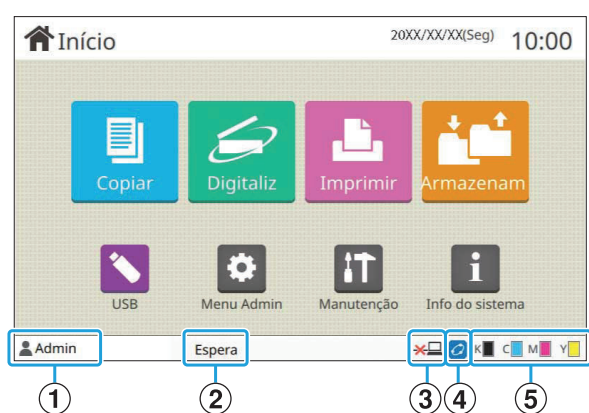 Início
20XX/XX/XX(Seg) 10:00
Copiar Digitaliz Imprimir Armazenam
USB Menu Admin Manutenção Info do sistema
Admin Espera K C M Y
1 2 3 4 5